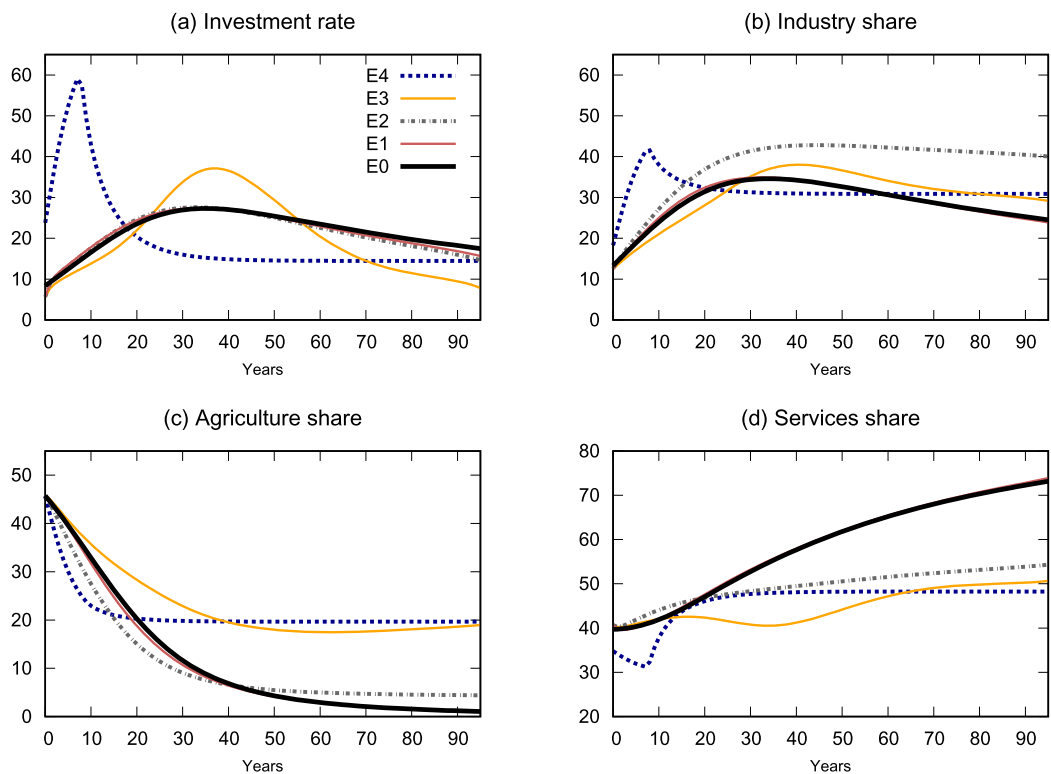 (a) Investment rate
60
50
40
30
20
10
0
E4
E3
E2
E1
E0
0 10 20 30 40 50 60 70 80 90
Years
(b) Industry share
60
50
40
30
20
10
0
0 10 20 30 40 50 60 70 80 90
Years
(c) Agriculture share
50
40
30
20
10
0
0 10 20 30 40 50 60 70 80 90
Years
(d) Services share
80
70
60
50
40
30
20
0 10 20 30 40 50 60 70 80 90
Years